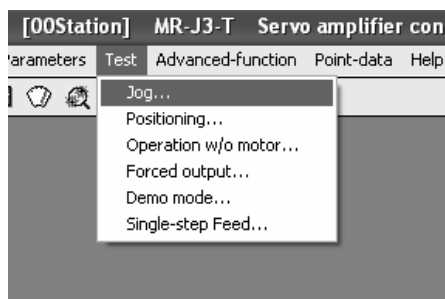 [00Station] MR-J3-T Servo amplifier con
Parameters Test Advanced-function Point-data Help
Jog...
Positioning...
Operation w/o motor...
Forced output...
Demo mode...
Single-step Feed...